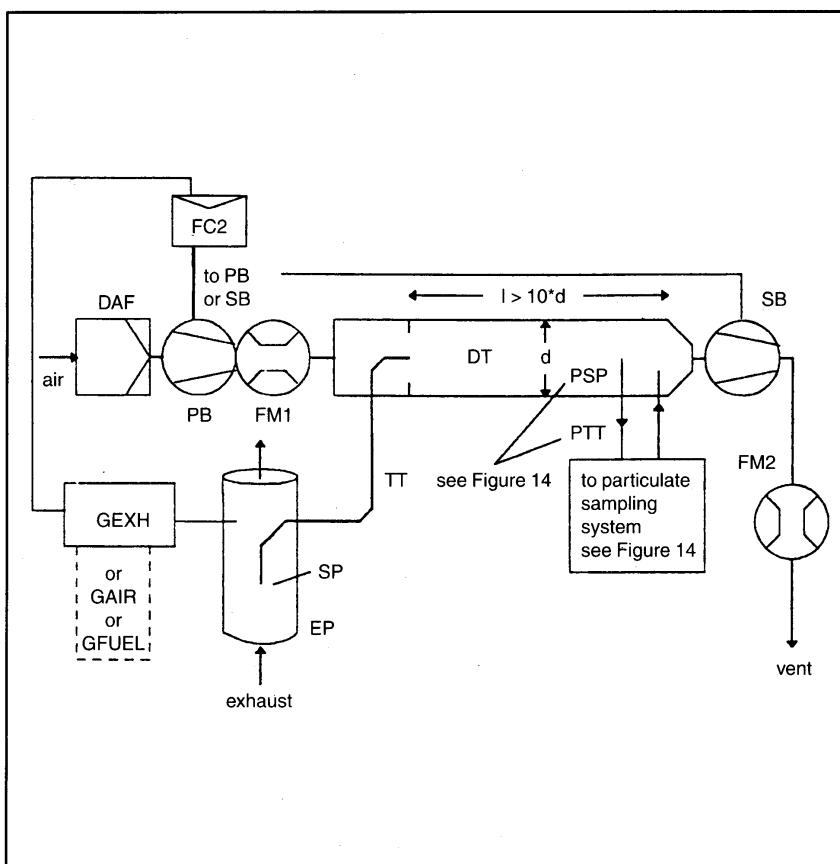 FC2
to PB
or SB
DAF
l > 10*d
SB
air
DT
d
PSP
PB
FM1
PTT
TT
see Figure 14
FM2
to particulate
sampling
system
see Figure 14
GEXH
or
GAIR
or
GFUEL
SP
EP
exhaust
vent